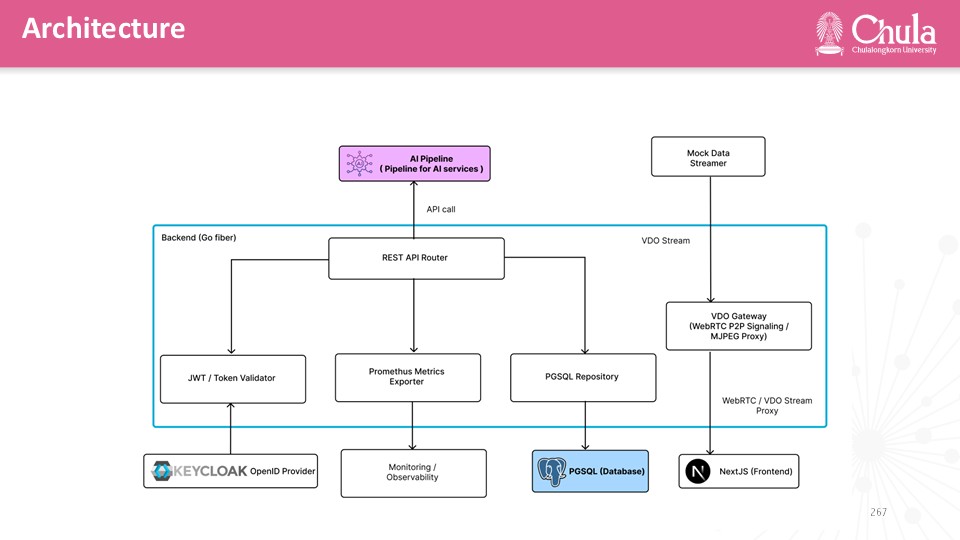 Architecture
Chula
Chulalongkorn University
AI Pipeline
( Pipeline for AI services )
Mock Data
Streamer
API call
Backend (Go fiber)
VDO Stream
REST API Router
VDO Gateway
(WebRTC P2P Signaling /
MJPEG Proxy)
JWT / Token Validator
Promethus Metrics
Exporter
PGSQL Repository
WebRTC / VDO Stream
Proxy
KEYCLOAK OpenID Provider
Monitoring /
Observability
PGSQL (Database)
N NextJS (Frontend)
267